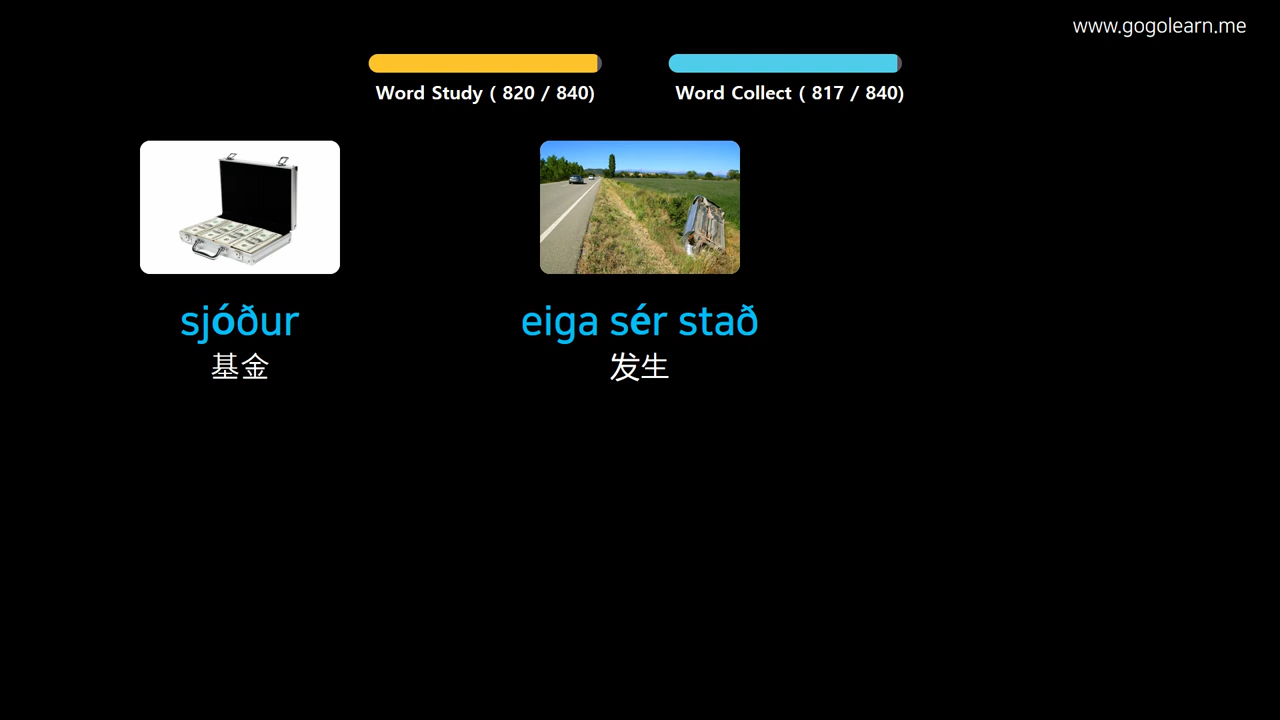 www.gogolearn.me
Word Study ( 820 / 840)
Word Collect ( 817 / 840)
sjóður
基金
eiga sér stað
发生